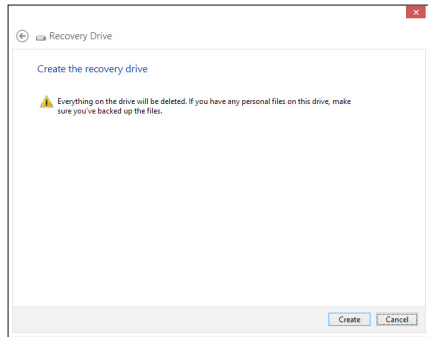 Recovery Drive
Create the recovery drive
Everything on the drive will be deleted. If you have any personal files on this drive, make
sure you've backed up the files.
Create Cancel